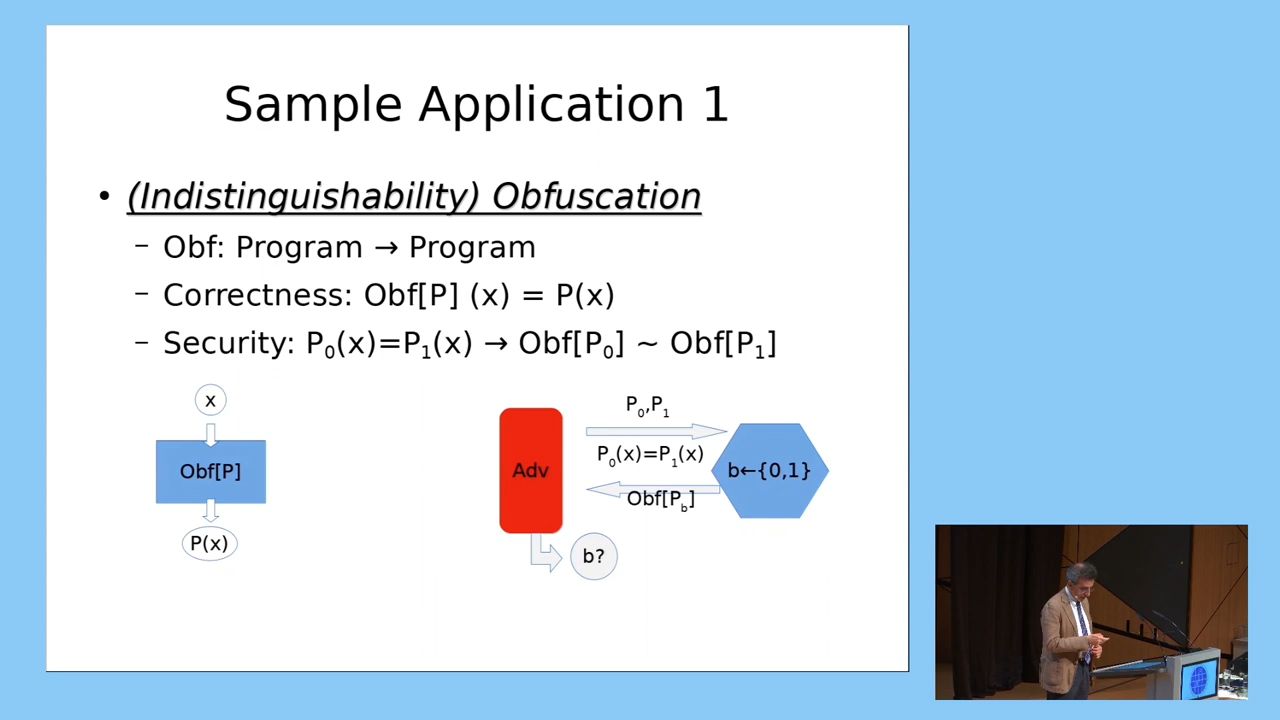 Sample Application 1
• (Indistinguishability) Obfuscation
– Obf: Program → Program
– Correctness: Obf[P] (x) = P(x)
– Security: P₀(x)=P₁(x) → Obf[P₀] ~ Obf[P₁]
x
Obf[P]
P(x)
P₀,P₁
P₀(x)=P₁(x)
Adv
b←{0,1}
Obf[P_b]
b?